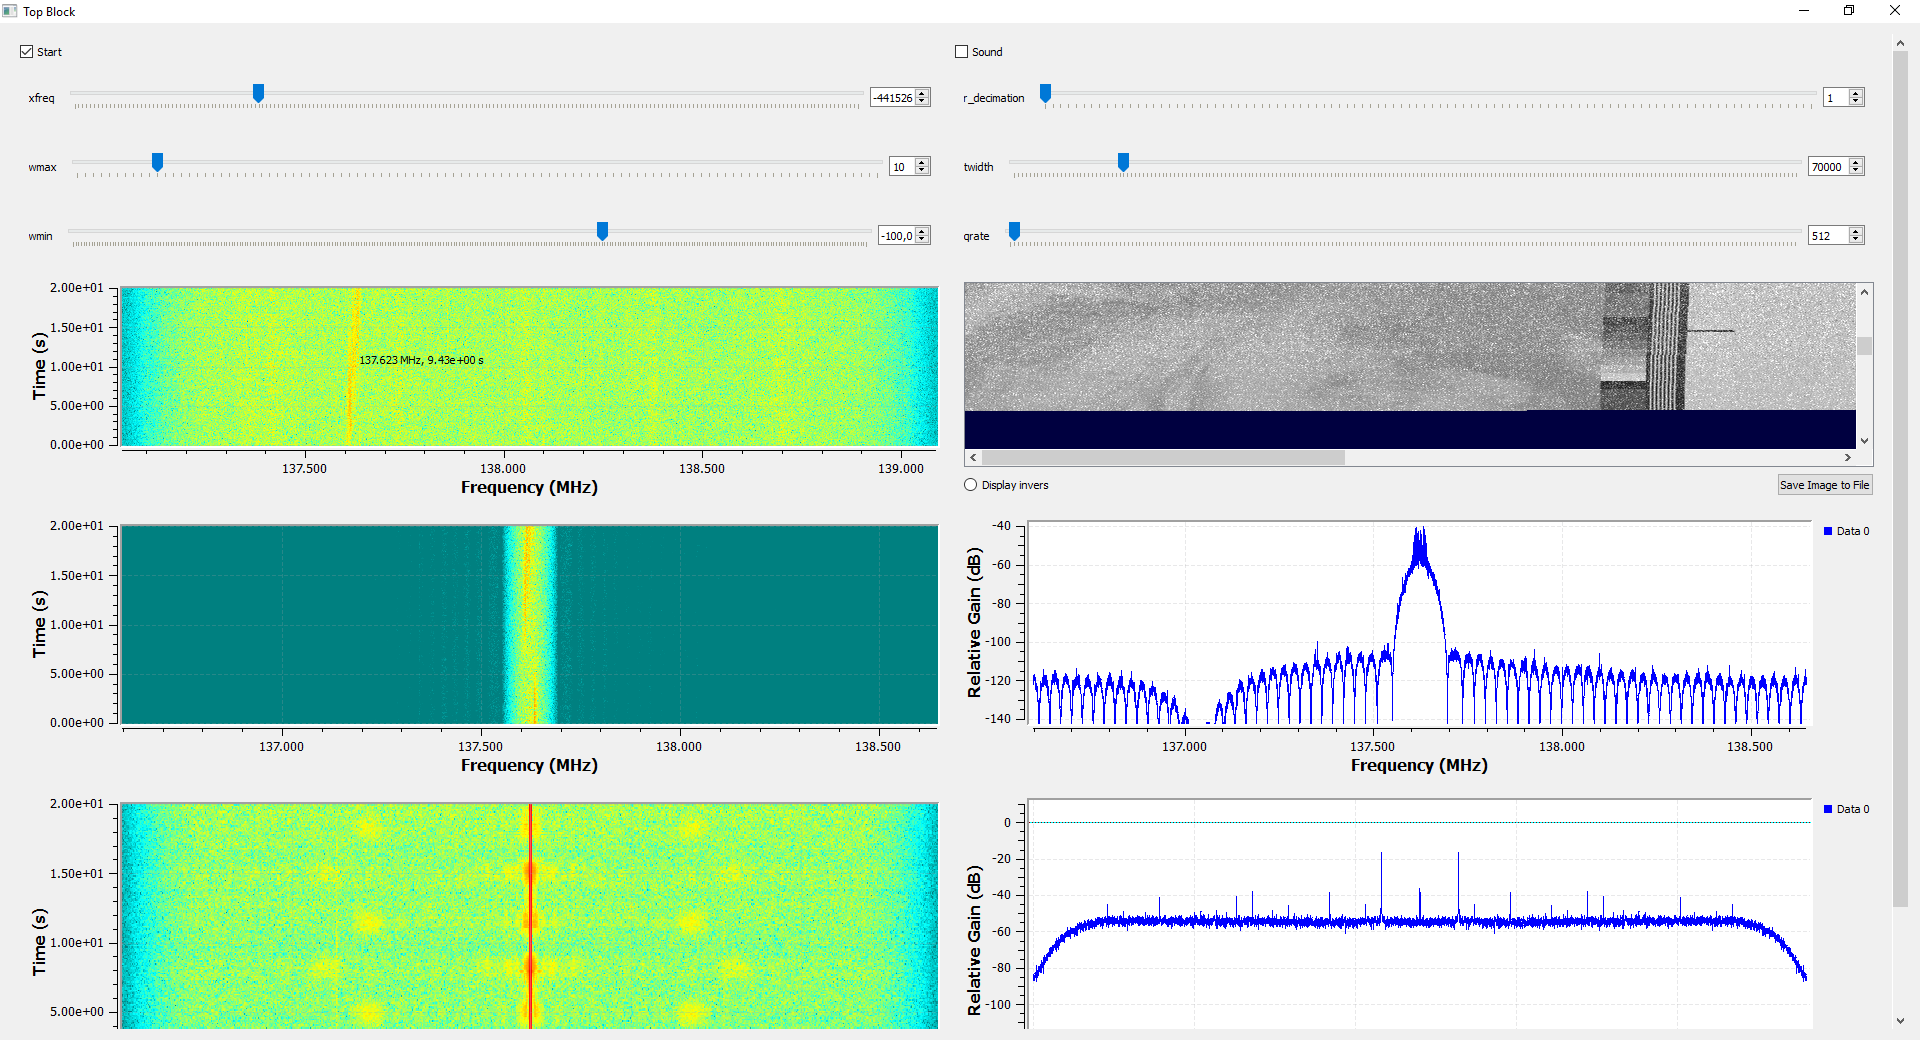 Top Block
Start
Sound
xfreq
-441526
r_decimation
1
wmax
10
twidth
70000
wmin
-100,0
qrate
512
2.00e+01
1.50e+01
1.00e+01
5.00e+00
0.00e+00
Time (s)
137.623 MHz, 9.43e+00 s
137.500
138.000
138.500
139.000
Frequency (MHz)
Display invers
Save Image to File
2.00e+01
1.50e+01
1.00e+01
5.00e+00
0.00e+00
Time (s)
137.000
137.500
138.000
138.500
Frequency (MHz)
-40
-60
-80
-100
-120
-140
Relative Gain (dB)
Data 0
137.000
137.500
138.000
138.500
Frequency (MHz)
2.00e+01
1.50e+01
1.00e+01
5.00e+00
Time (s)
0
-20
-40
-60
-80
-100
Relative Gain (dB)
Data 0